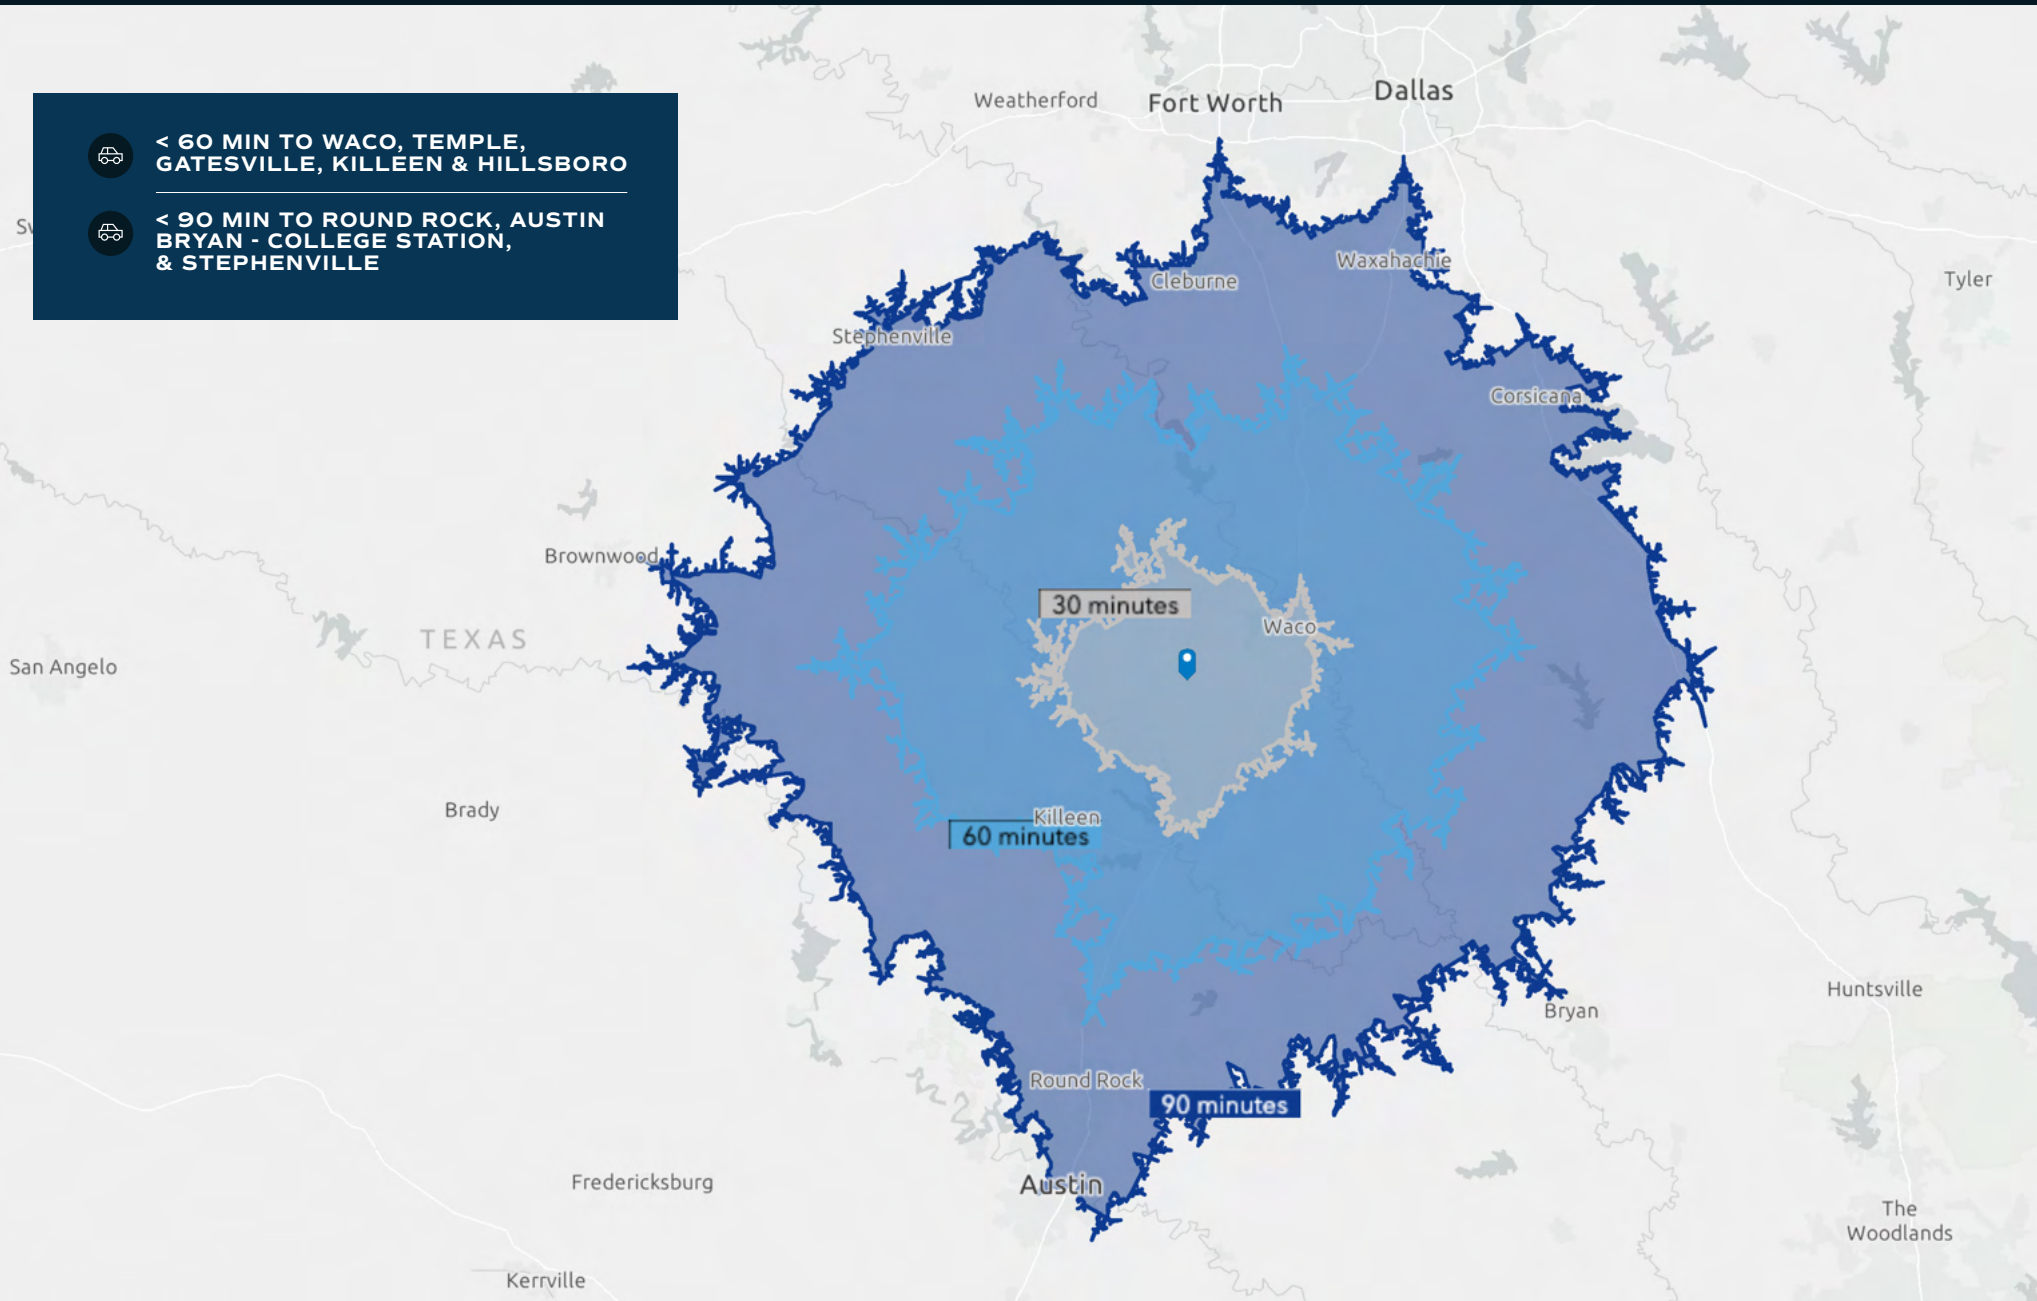 Weatherford
Fort Worth
Dallas
< 60 MIN TO WACO, TEMPLE,
GATESVILLE, KILLEEN & HILLSBORO
< 90 MIN TO ROUND ROCK, AUSTIN
BRYAN - COLLEGE STATION,
& STEPHENVILLE
Waxahachie
Cleburne
Tyler
Stephenville
Corsicana
Brownwood
30 minutes
Waco
TEXAS
San Angelo
Brady
Killeen
60 minutes
Huntsville
Bryan
Round Rock
90 minutes
Fredericksburg
Austin
The
Woodlands
Kerrville